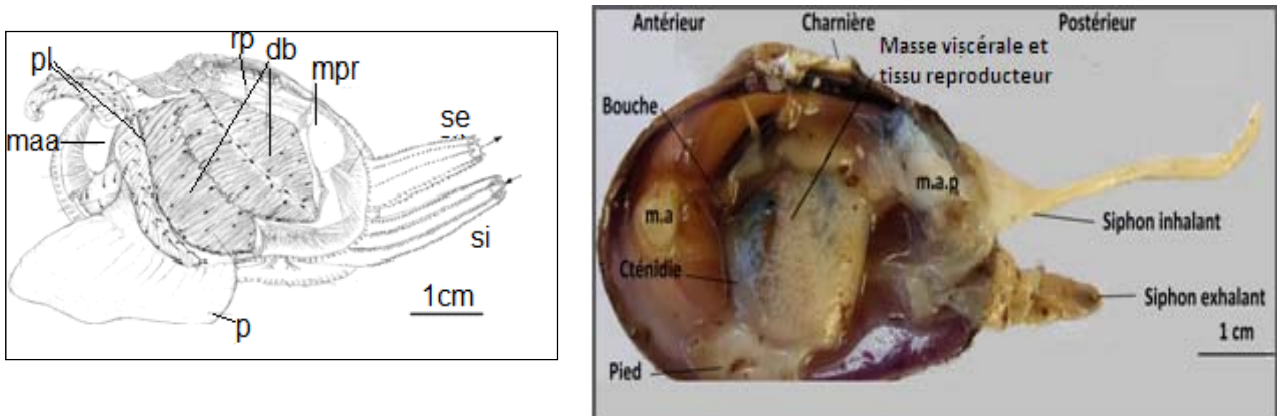 pl
rp
db
mpr
maa
se
si
1cm
p
Antérieur
Charnière
Postérieur
Masse viscérale et
tissu reproducteur
Bouche
m.a
m.a.p
Siphon inhalant
Cténidie
Siphon exhalant
1 cm
Pied